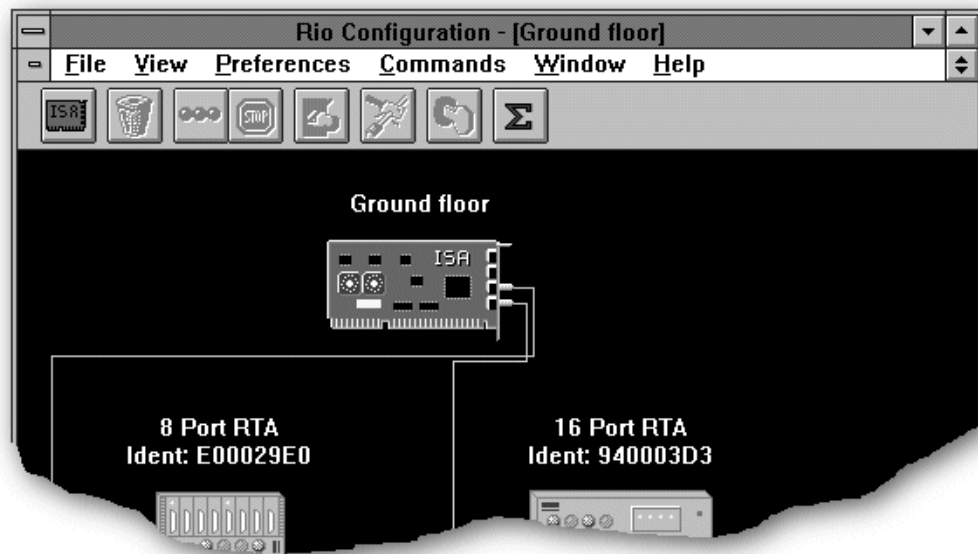 Rio Configuration - [Ground floor]
File View Preferences Commands Window Help
ISA STOP Σ
Ground floor
ISA
8 Port RTA
Ident: E00029E0
16 Port RTA
Ident: 940003D3